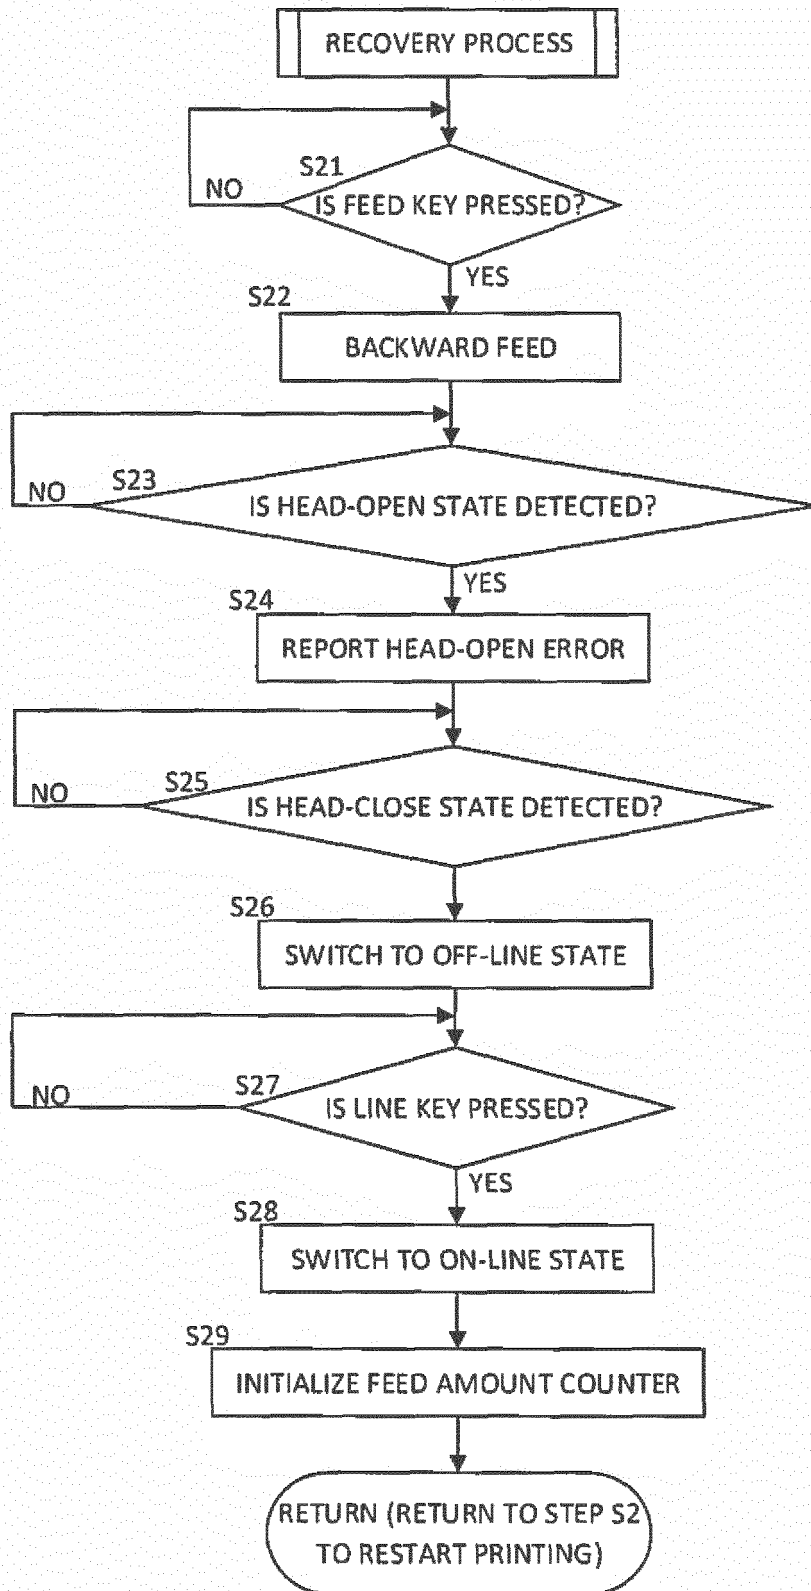 RECOVERY PROCESS
S21
NO
IS FEED KEY PRESSED?
YES
S22
BACKWARD FEED
S23
NO
IS HEAD-OPEN STATE DETECTED?
YES
S24
REPORT HEAD-OPEN ERROR
S25
NO
IS HEAD-CLOSE STATE DETECTED?
S26
SWITCH TO OFF-LINE STATE
S27
NO
IS LINE KEY PRESSED?
YES
S28
SWITCH TO ON-LINE STATE
S29
INITIALIZE FEED AMOUNT COUNTER
RETURN (RETURN TO STEP S2
TO RESTART PRINTING)